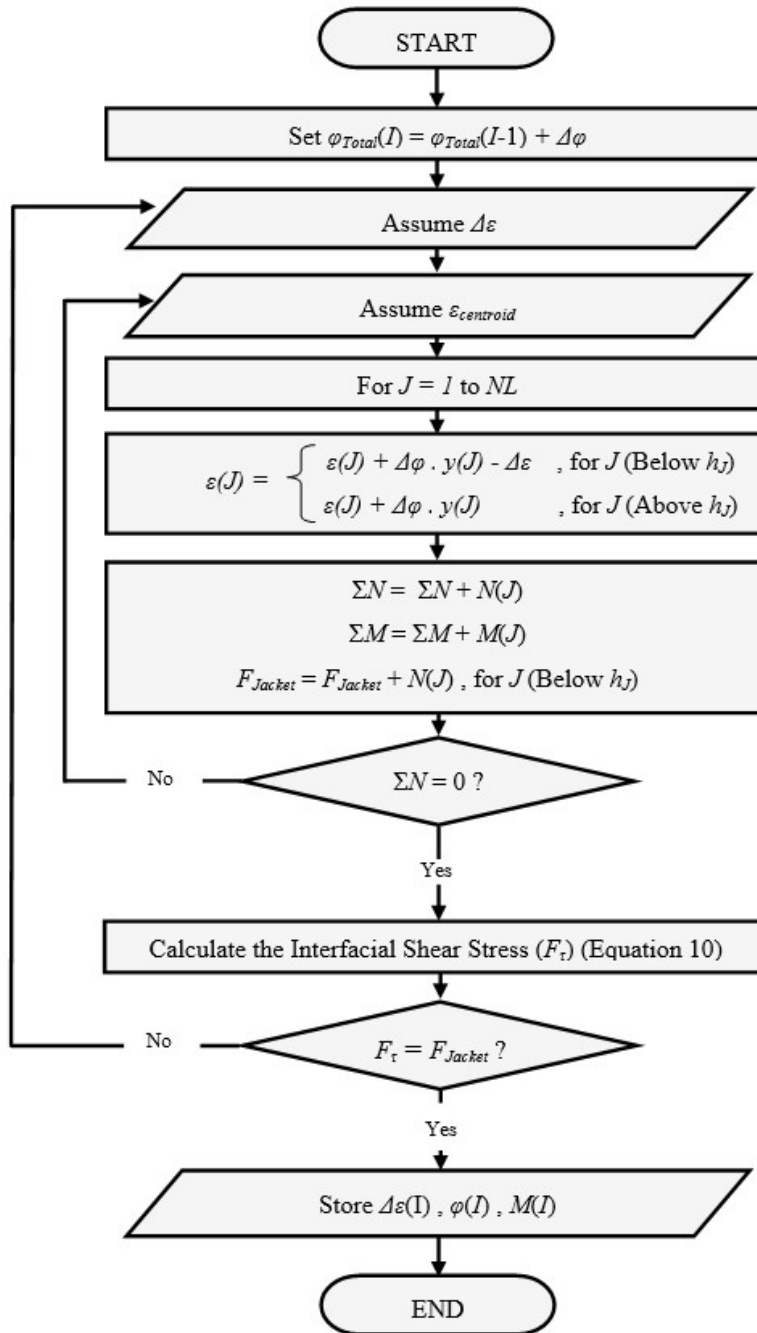 START
Set φTotal(I) = φTotal(I-1) + Δφ
Assume Δε
Assume εcentroid
For J = 1 to NL
ε(J) + Δφ . y(J) - Δε , for J (Below hJ)
ε(J) =
ε(J) + Δφ . y(J) , for J (Above hJ)
ΣN = ΣN + N(J)
ΣM = ΣM + M(J)
FJacket = FJacket + N(J) , for J (Below hJ)
No
ΣN = 0 ?
Yes
Calculate the Interfacial Shear Stress (Fτ) (Equation 10)
No
Fτ = FJacket ?
Yes
Store Δε(I) , φ(I) , M(I)
END